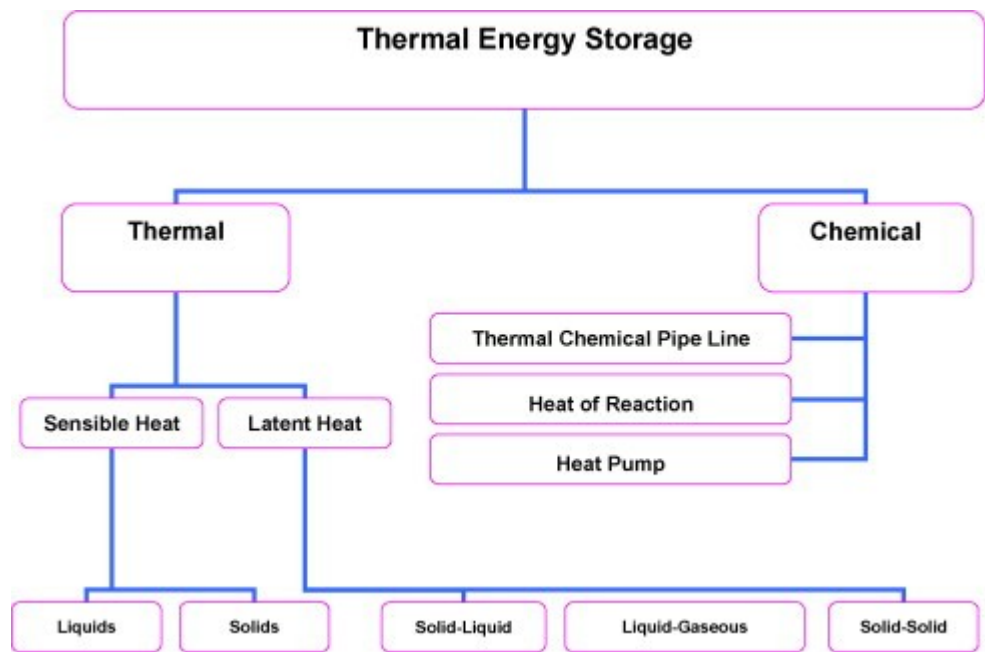 Thermal Energy Storage
Thermal
Chemical
Thermal Chemical Pipe Line
Heat of Reaction
Heat Pump
Sensible Heat
Latent Heat
Liquids
Solids
Solid-Liquid
Liquid-Gaseous
Solid-Solid